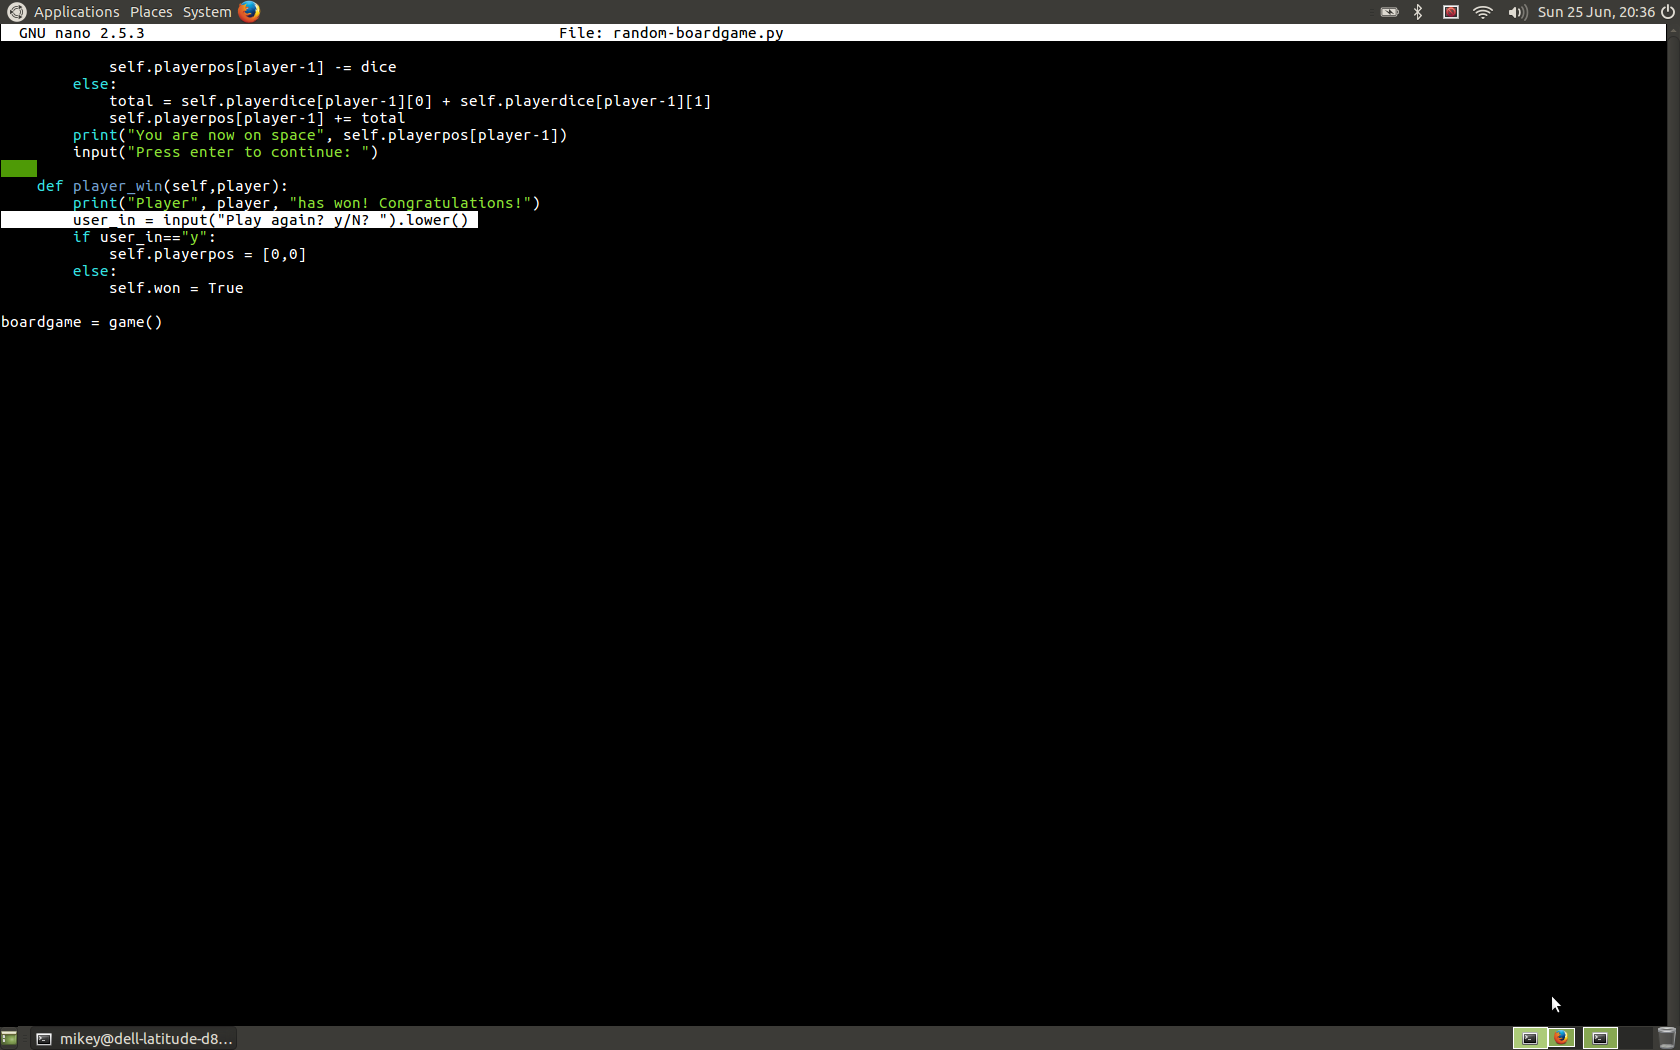 Applications Places System Sun 25 Jun, 20:36
GNU nano 2.5.3 File: random-boardgame.py
            self.playerpos[player-1] -= dice
        else:
            total = self.playerdice[player-1][0] + self.playerdice[player-1][1]
            self.playerpos[player-1] += total
        print("You are now on space", self.playerpos[player-1])
        input("Press enter to continue: ")
    def player_win(self,player):
        print("Player", player, "has won! Congratulations!")
        user_in = input("Play again? y/N? ").lower()
        if user_in=="y":
            self.playerpos = [0,0]
        else:
            self.won = True
boardgame = game()
mikey@dell-latitude-d8...